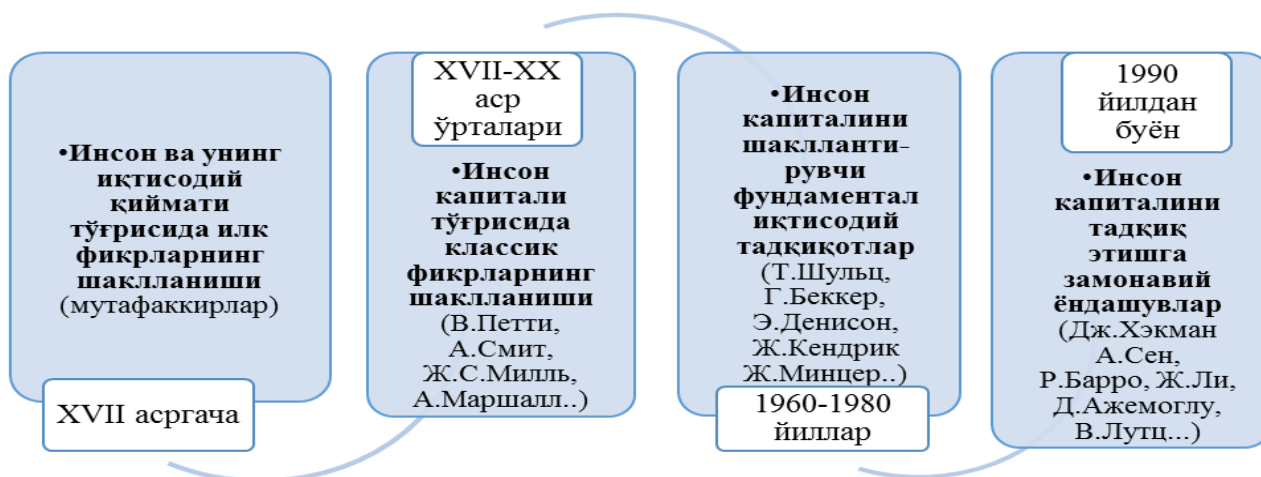 •Инсон ва унинг
иқтисодий
қиймати
тўғрисида илк
фикрларнинг
шаклланиши
(мутафаккирлар)
XVII асргача
XVII-XX
аср
ўрталари
•Инсон
капитали
тўғрисида
классик
фикрларнинг
шаклланиши
(В.Петти,
А.Смит,
Ж.С.Милль,
А.Маршалл..)
•Инсон
капиталини
шакллант­и-
рувчи
фундаментал
иқтисодий
тадқиқотлар
(Т.Шульц,
Г.Беккер,
Э.Денисон,
Ж.Кендрик
Ж.Минцер..)
1960-1980
йиллар
1990
йилдан
буён
•Инсон
капиталини
тадқиқ
этишга
замонавий
ёндашувлар
(Дж.Хэкман
А.Сен,
Р.Барро, Ж.Ли,
Д.Ажемоглу,
В.Лутц...)